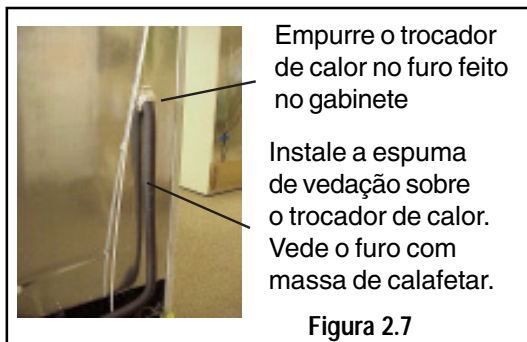 Empurre o trocador
de calor no furo feito
no gabinete
Instale a espuma
de vedação sobre
o trocador de calor.
Vede o furo com
massa de calafetar.
Figura 2.7